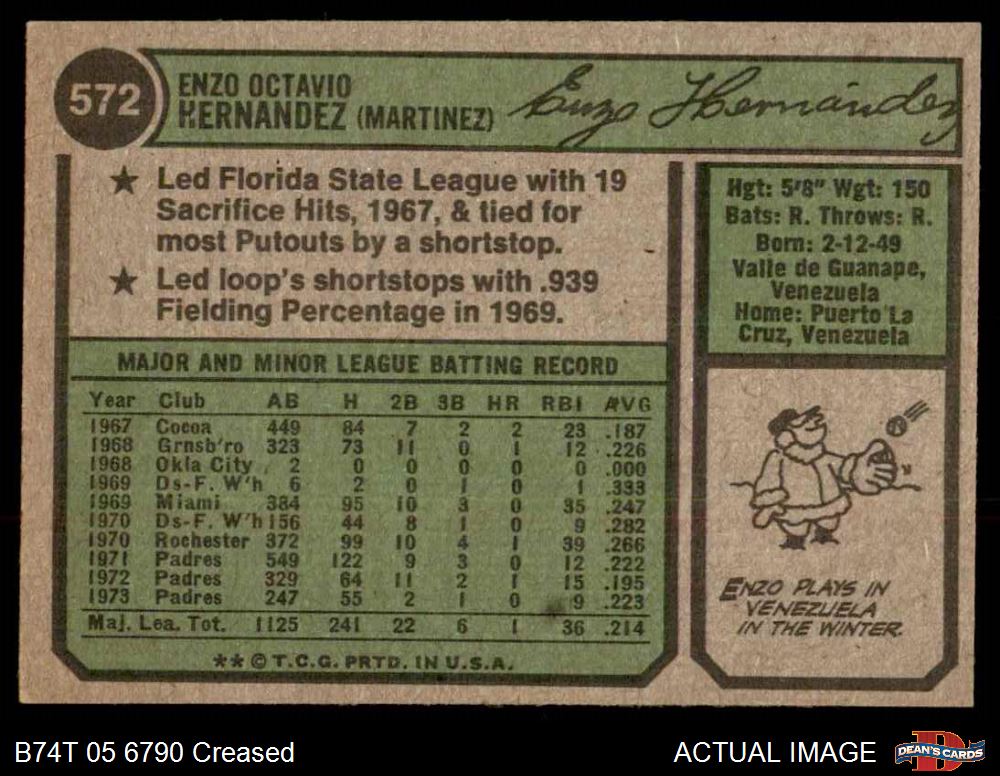 572
ENZO OCTAVIO
HERNANDEZ (MARTINEZ)
Enzo Hernández
★ Led Florida State League with 19
Sacrifice Hits, 1967, & tied for
most Putouts by a shortstop.
★ Led loop's shortstops with .939
Fielding Percentage in 1969.
Hgt: 5'8" Wgt: 150
Bats: R. Throws: R.
Born: 2-12-49
Valle de Guanape,
Venezuela
Home: Puerto La
Cruz, Venezuela
MAJOR AND MINOR LEAGUE BATTING RECORD
Year Club AB H 2B 3B HR RBI AVG
1967 Cocoa 449 84 7 2 2 23 .187
1968 Grnsb'ro 323 73 11 0 1 12 .226
1968 Okla City 2 0 0 0 0 0 .000
1969 Ds-F. W'h 6 2 0 1 0 1 .333
1969 Miami 384 95 10 3 0 35 .247
1970 Ds-F. W'h 156 44 8 1 0 9 .282
1970 Rochester 372 99 10 4 1 39 .266
1971 Padres 549 122 9 3 0 12 .222
1972 Padres 329 64 11 2 1 15 .195
1973 Padres 247 55 2 1 0 9 .223
Maj. Lea. Tot. 1125 241 22 6 1 36 .214
** © T.C.G. PRTD. IN U.S.A.
ENZO PLAYS IN
VENEZUELA
IN THE WINTER.
B74T 05 6790 Creased
ACTUAL IMAGE
D
DEAN'S CARDS